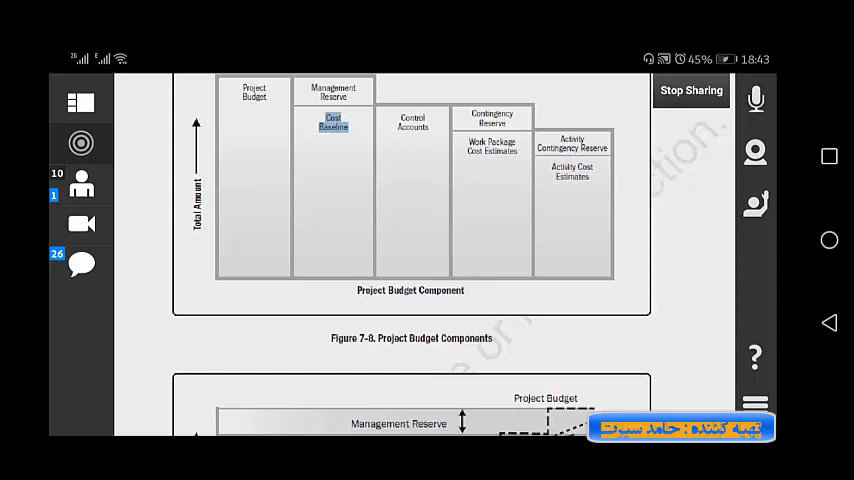 2G
E
45%
18:43
Stop Sharing
10
1
26
?
Project
Budget
Management
Reserve
Cost
Baseline
Control
Accounts
Contingency
Reserve
Work Package
Cost Estimates
Activity
Contingency Reserve
Activity Cost
Estimates
Total Amount
Project Budget Component
Figure 7-8. Project Budget Components
Project Budget
Management Reserve
تهیه کننده : حامد سیرت